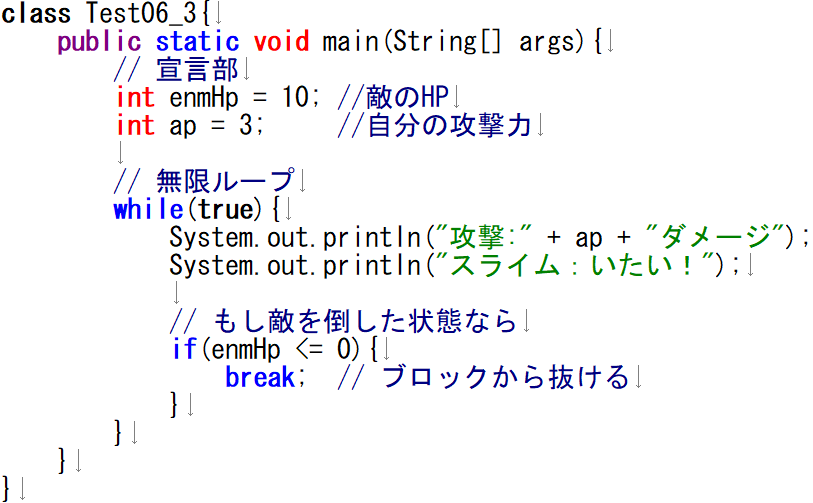 class Test06_3{↓
    public static void main(String[] args){↓
        // 宣言部↓
        int enmHp = 10; //敵のHP↓
        int ap = 3;     //自分の攻撃力↓
        ↓
        // 無限ループ↓
        while(true){↓
            System.out.println("攻撃:" + ap + "ダメージ");
            System.out.println("スライム：いたい！");↓
            ↓
            // もし敵を倒した状態なら↓
            if(enmHp <= 0){↓
                break;  // ブロックから抜ける↓
            }↓
        }↓
    }↓
}↓